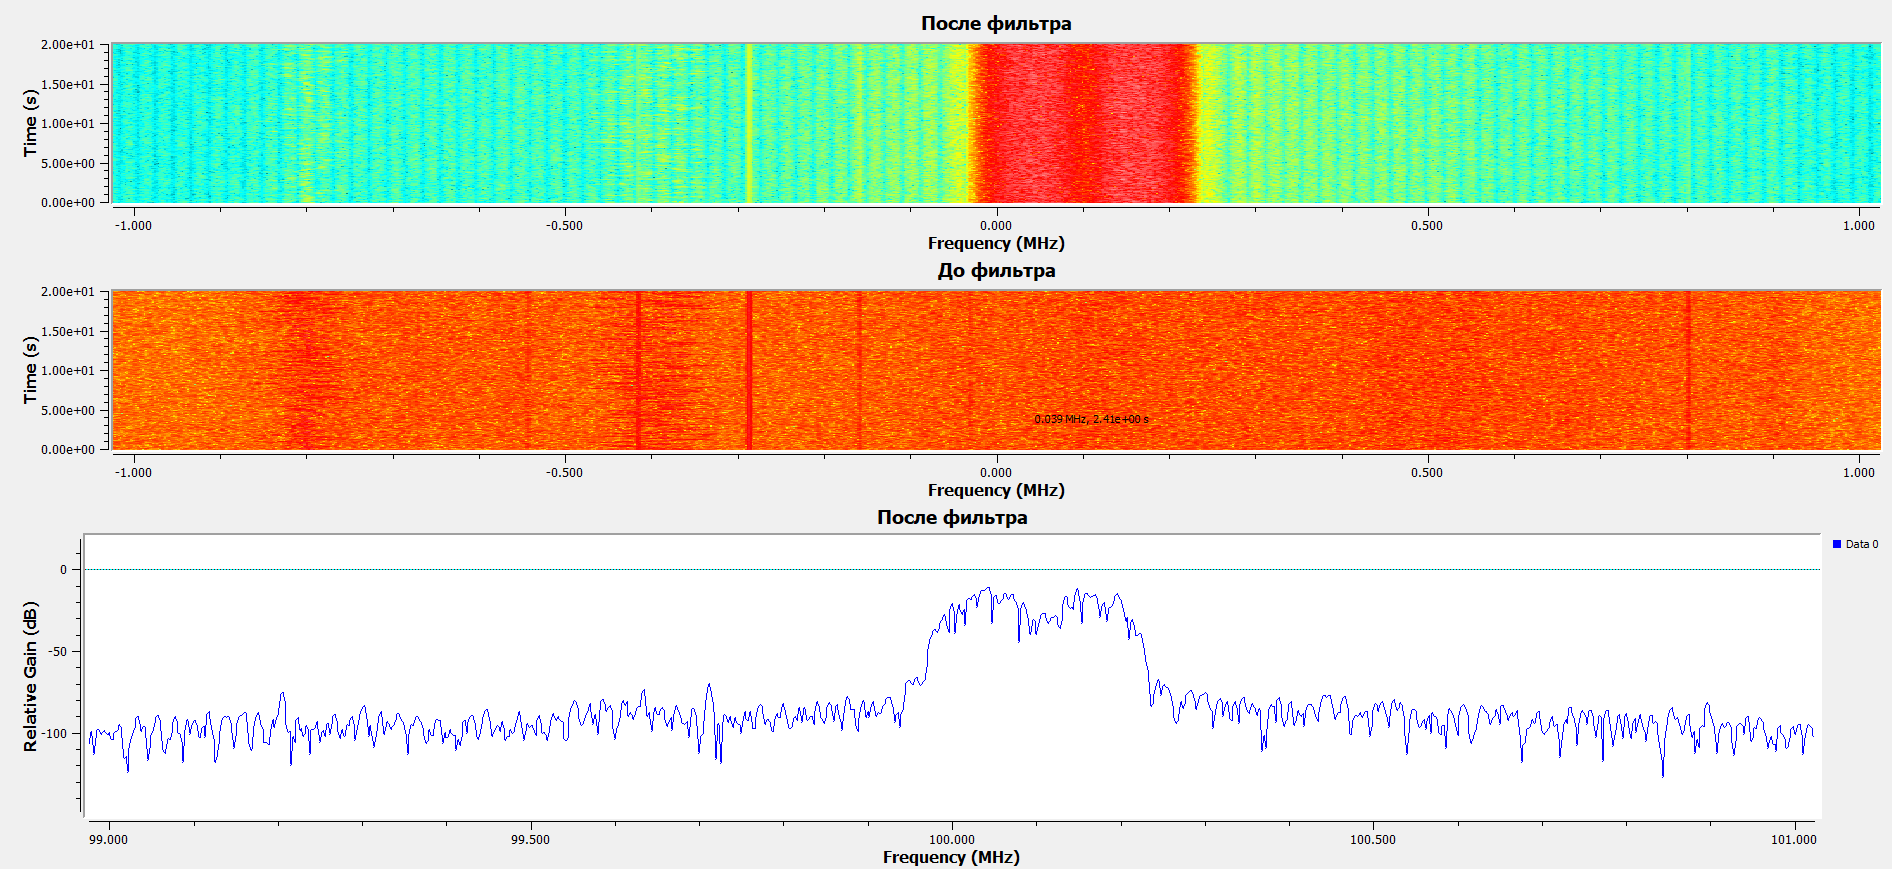 После фильтра
2.00e+01
1.50e+01
1.00e+01
5.00e+00
0.00e+00
Time (s)
-1.000 -0.500 0.000 0.500 1.000
Frequency (MHz)
До фильтра
2.00e+01
1.50e+01
1.00e+01
5.00e+00
0.00e+00
Time (s)
0.039 MHz, 2.41e+00 s
-1.000 -0.500 0.000 0.500 1.000
Frequency (MHz)
После фильтра
Data 0
0
-50
-100
Relative Gain (dB)
99.000 99.500 100.000 100.500 101.000
Frequency (MHz)